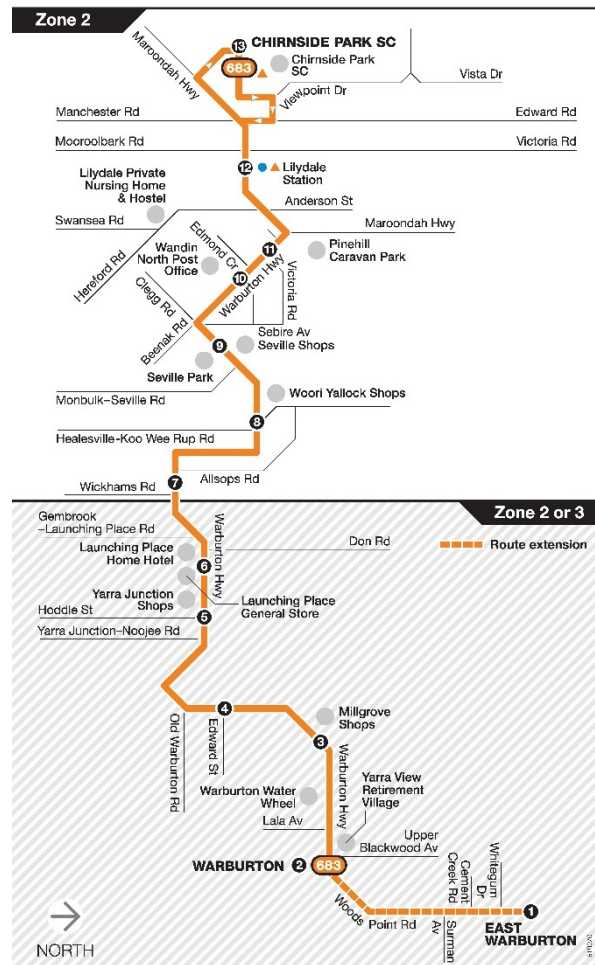 Zone 2
13 CHIRNSIDE PARK SC
683
Chirnside Park
SC
Maroondah Hwy
Viewpoint Dr
Vista Dr
Manchester Rd
Edward Rd
Mooroolbark Rd
Victoria Rd
12
Lilydale
Station
Lilydale Private
Nursing Home
& Hostel
Anderson St
Swansea Rd
Maroondah Hwy
Hereford Rd
Edmond Cr
11
Pinehill
Caravan Park
Wandin
North Post
Office
10
Warburton Hwy
Victoria Rd
Clegg Rd
Beenak Rd
Sebire Av
Seville Shops
9
Seville Park
Monbulk–Seville Rd
Woori Yallock Shops
8
Healesville-Koo Wee Rup Rd
Allsops Rd
7
Wickhams Rd
Zone 2 or 3
Gembrook
–Launching Place Rd
Warburton Hwy
Don Rd
Route extension
Launching Place
Home Hotel
6
Yarra Junction
Shops
Launching Place
General Store
Hoddle St
5
Yarra Junction–Noojee Rd
4
Old Warburton Rd
Edward St
Millgrove
Shops
3
Warburton Hwy
Warburton Water
Wheel
Yarra View
Retirement
Village
Lala Av
Upper
Blackwood Av
WARBURTON 2
683
Woods
Point Rd
Cement
Creek Rd
Whitegum
Dr
1
Surman
Av
EAST
WARBURTON
NORTH